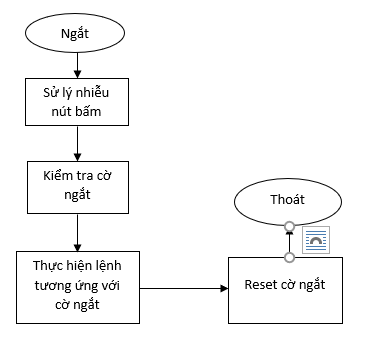 Ngắt
Sử lý nhiễu
nút bấm
Kiểm tra cờ
ngắt
Thực hiện lệnh
tương ứng với
cờ ngắt
Reset cờ ngắt
Thoát